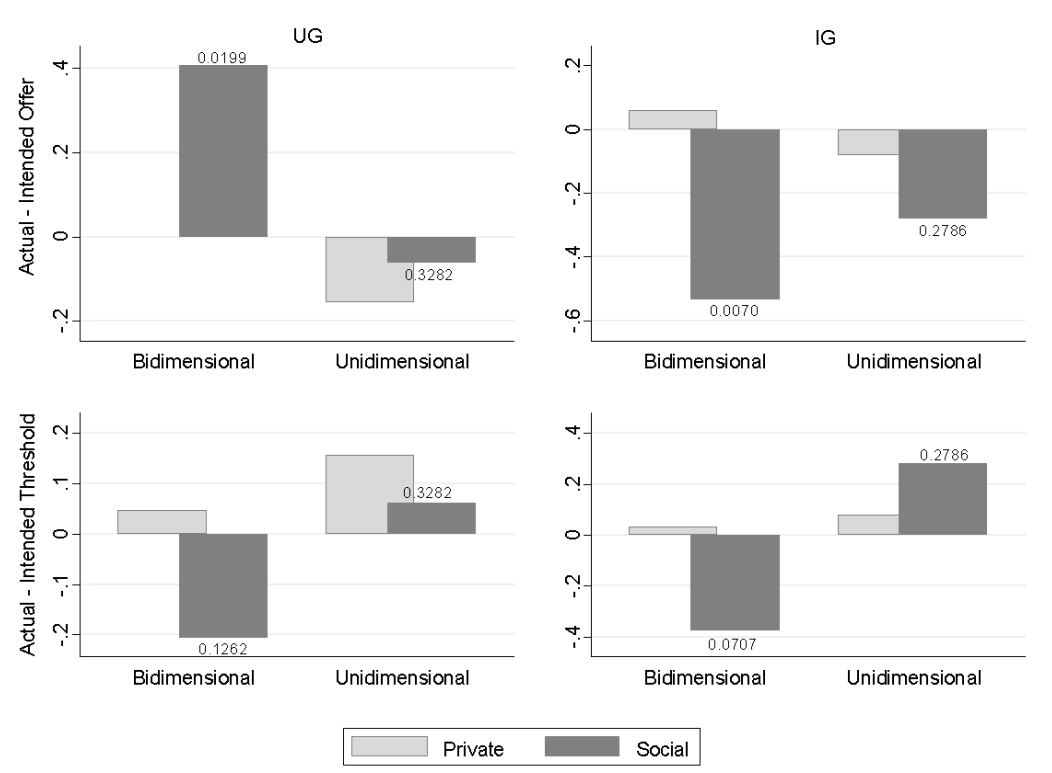 UG
IG
Actual - Intended Offer
.4
.2
0
-.2
0.0199
0.3282
Bidimensional
Unidimensional
.2
0
-.2
-.4
-.6
0.0070
0.2786
Bidimensional
Unidimensional
Actual - Intended Threshold
.2
.1
0
-.1
-.2
0.1262
0.3282
Bidimensional
Unidimensional
.4
.2
0
-.2
-.4
0.0707
0.2786
Bidimensional
Unidimensional
Private
Social